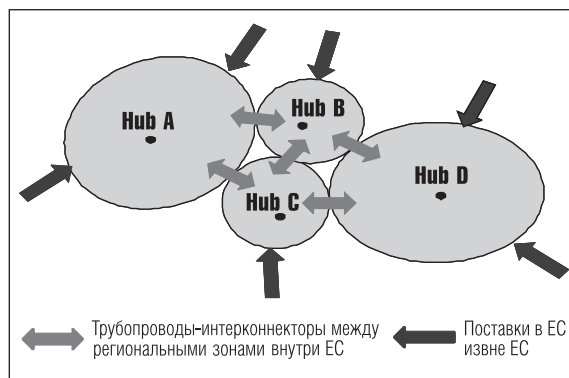 Hub A
Hub B
Hub C
Hub D
Трубопроводы-интерконнекторы между
региональными зонами внутри ЕС
Поставки в ЕС
извне ЕС